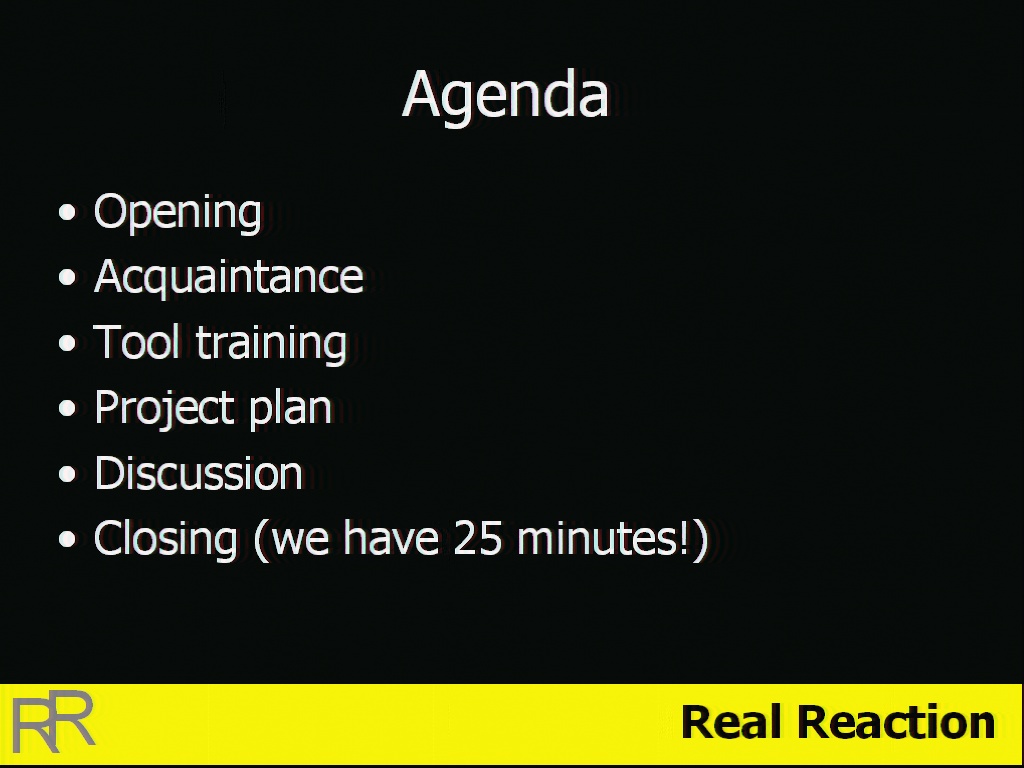 Agenda
• Opening
• Acquaintance
• Tool training
• Project plan
• Discussion
• Closing (we have 25 minutes!)
RR
Real Reaction